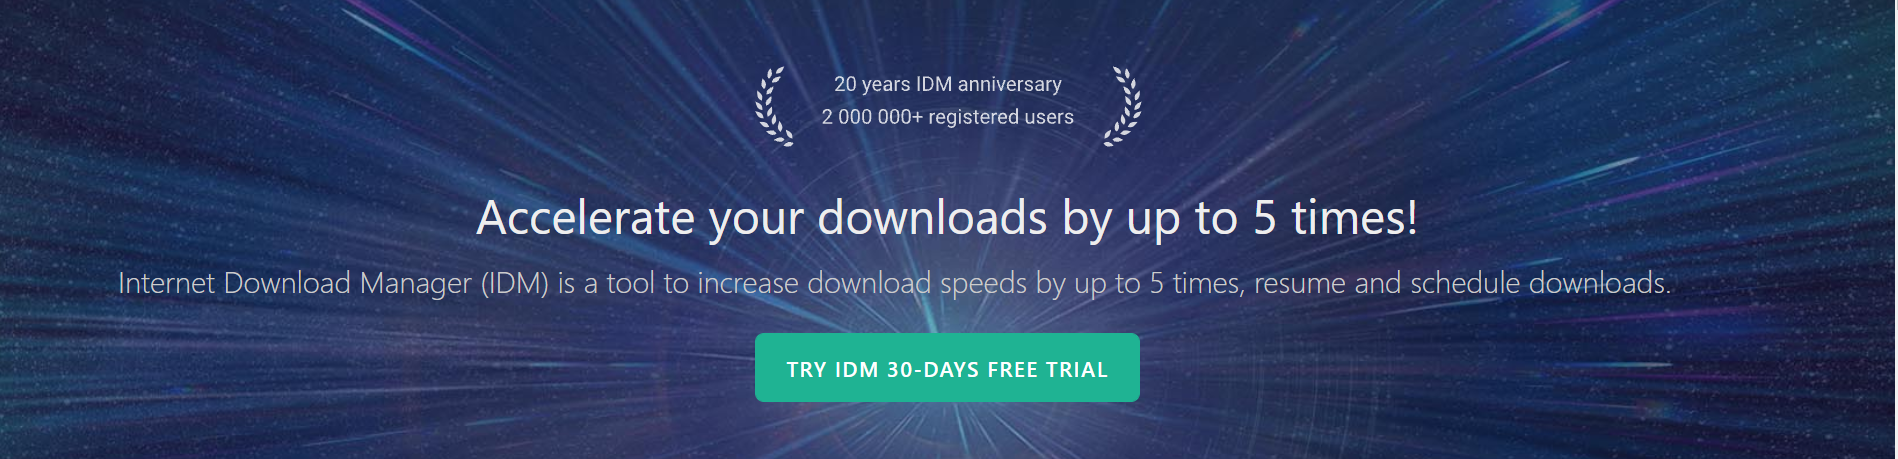 20 years IDM anniversary
2 000 000+ registered users
Accelerate your downloads by up to 5 times!
Internet Download Manager (IDM) is a tool to increase download speeds by up to 5 times, resume and schedule downloads.
TRY IDM 30-DAYS FREE TRIAL